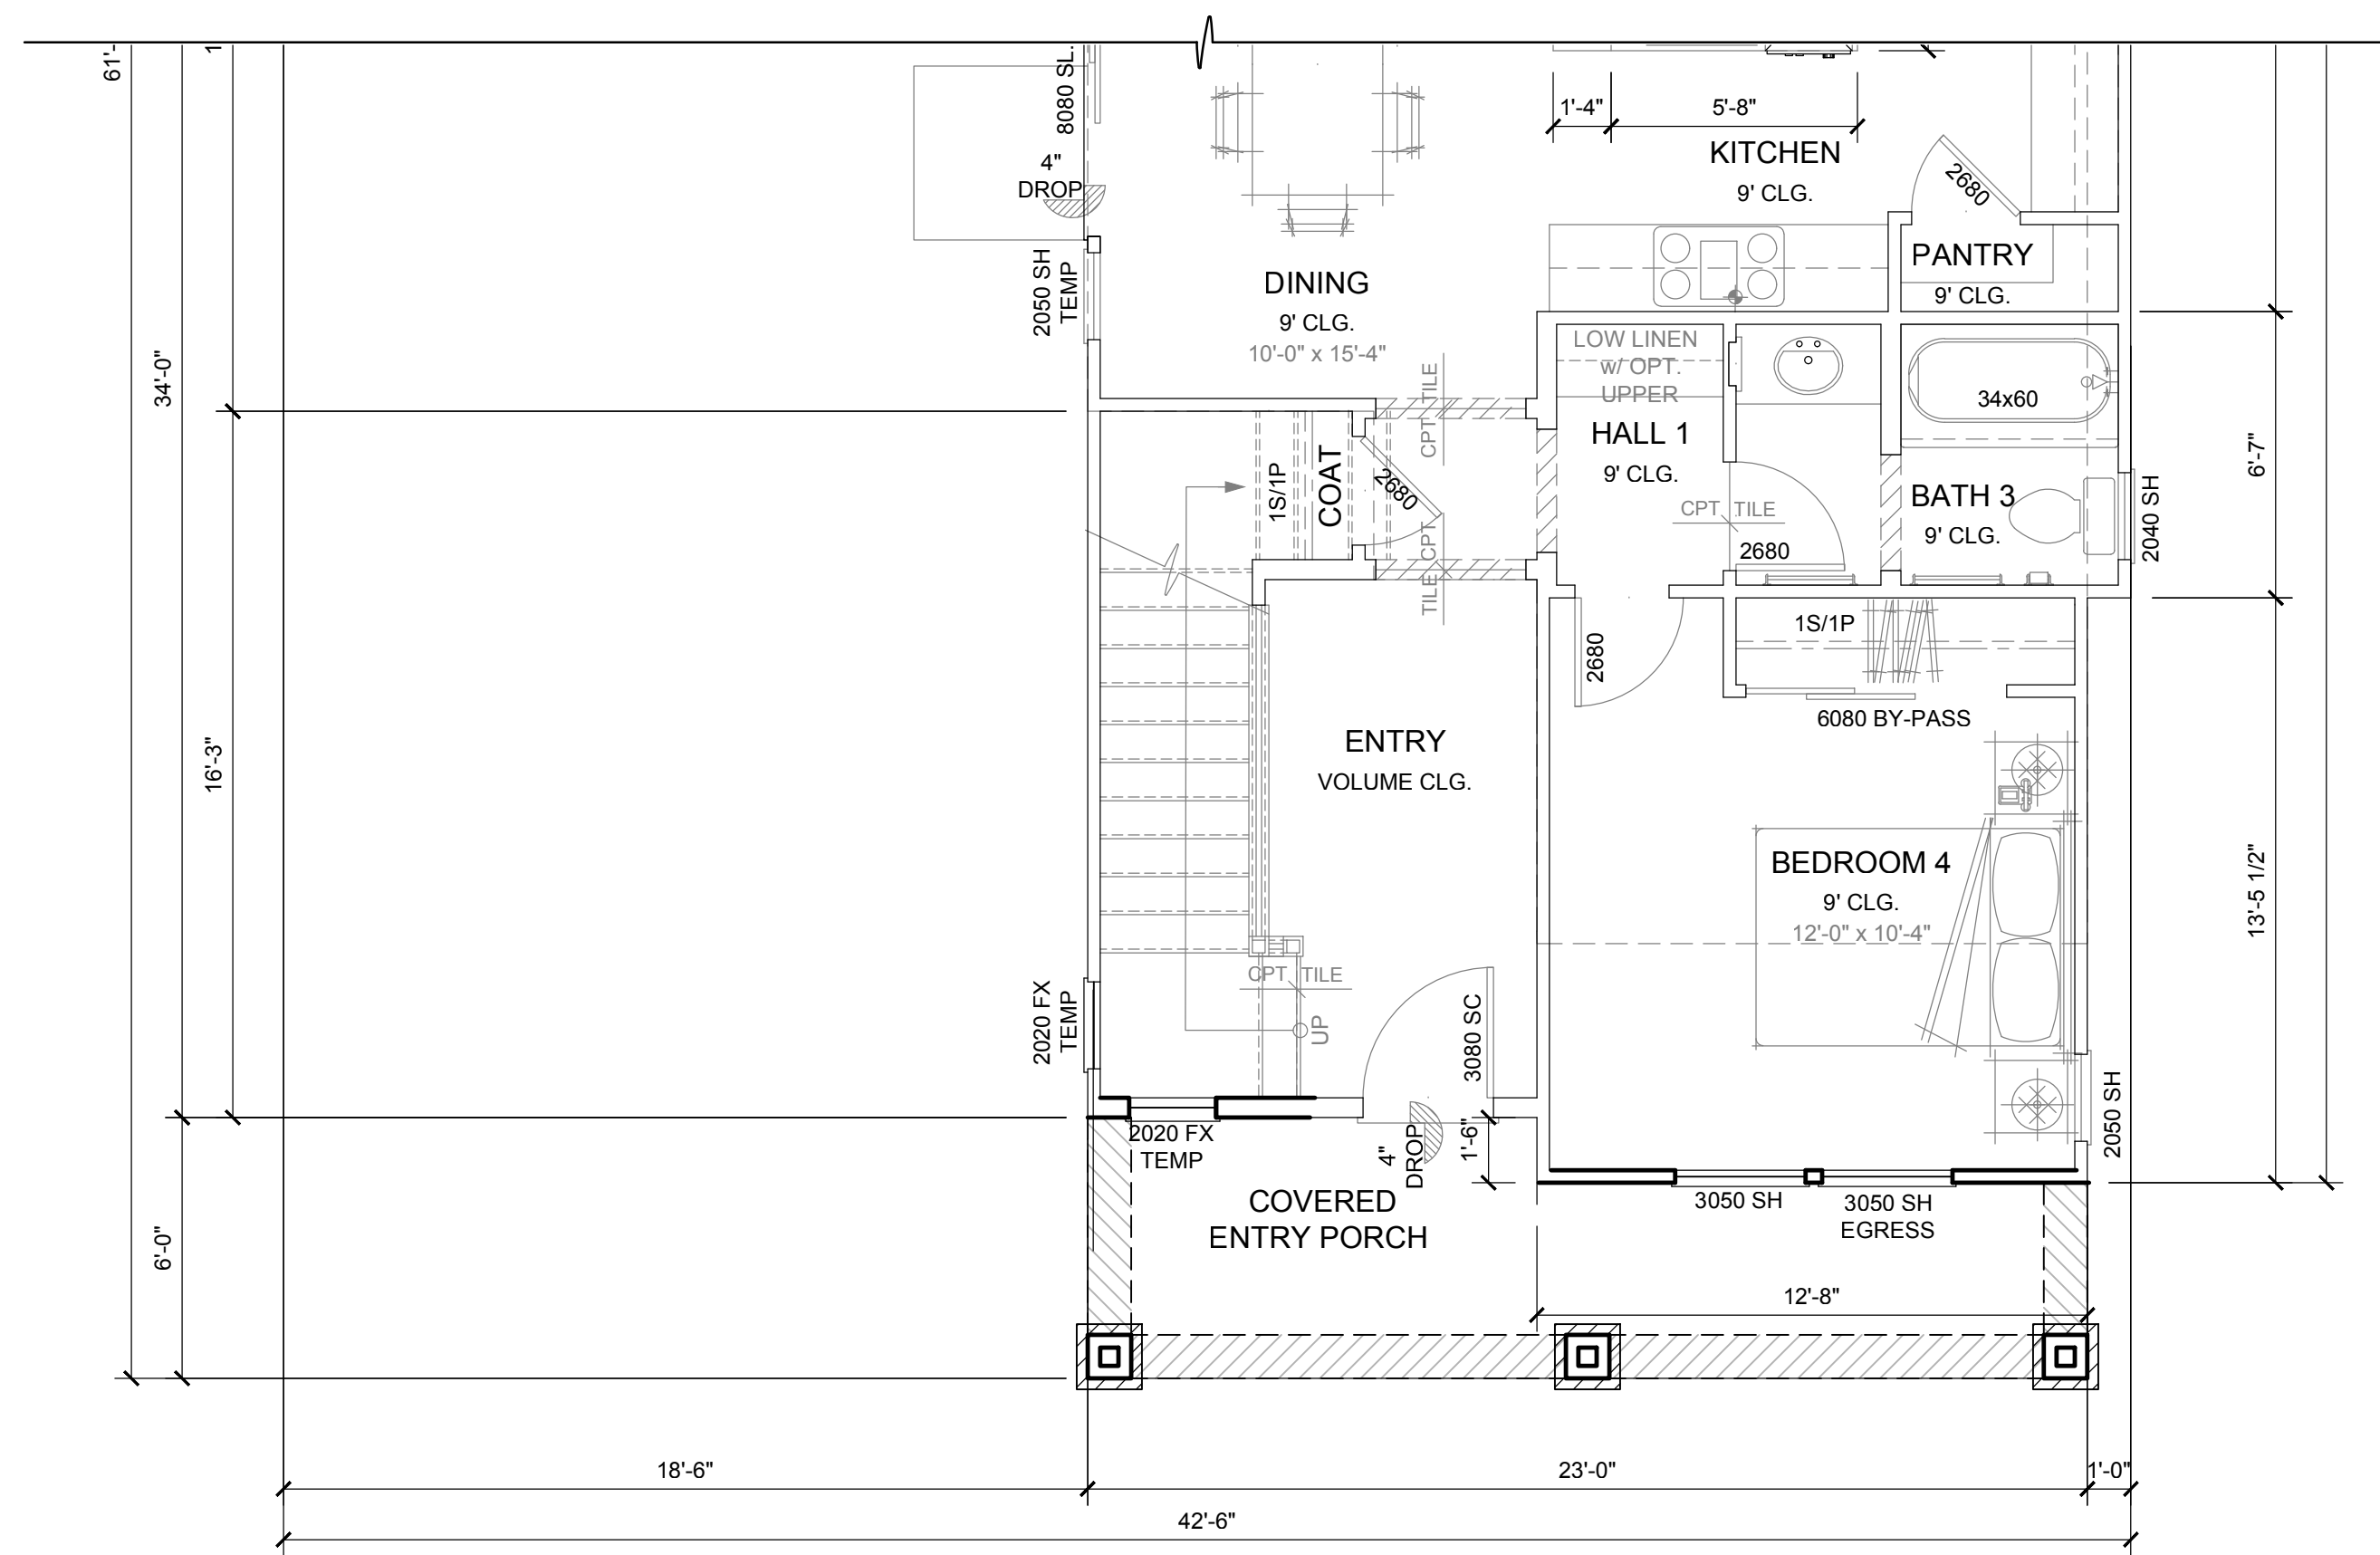 61'-
1
8080 SL.
1'-4"
5'-8"
KITCHEN
9' CLG.
2680
4"
DROP
PANTRY
9' CLG.
2050 SH
TEMP
DINING
9' CLG.
10'-0" x 15'-4"
LOW LINEN
w/ OPT.
UPPER
34'-0"
TILE
CPT
HALL 1
9' CLG.
34x60
COAT
1S/1P
2680
6'-7"
BATH 3
9' CLG.
2040 SH
CPT
TILE
2680
CPT
TILE
1S/1P
2680
6080 BY-PASS
16'-3"
ENTRY
VOLUME CLG.
BEDROOM 4
9' CLG.
12'-0" x 10'-4"
13'-5 1/2"
CPT
TILE
UP
2020 FX
TEMP
3080 SC
2050 SH
2020 FX
TEMP
4"
DROP
1'-6"
COVERED
ENTRY PORCH
3050 SH
3050 SH
EGRESS
6'-0"
12'-8"
18'-6"
23'-0"
1'-0"
42'-6"